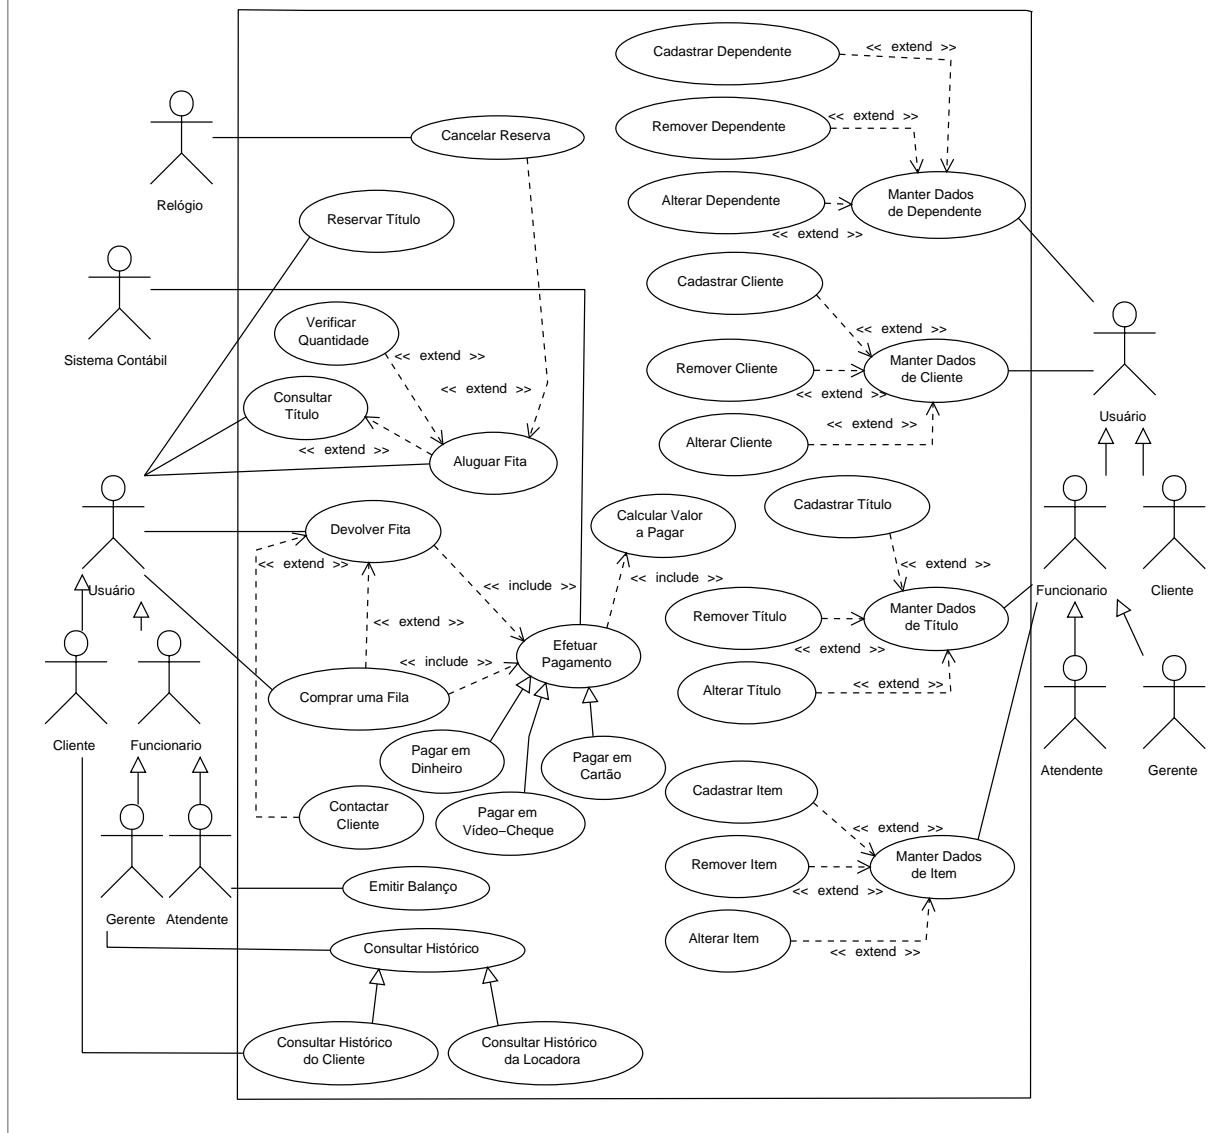 Cadastrar Dependente
<< extend >>
Remover Dependente
<< extend >>
Cancelar Reserva
Relógio
Alterar Dependente
Manter Dados
de Dependente
<< extend >>
Reservar Título
Cadastrar Cliente
Sistema Contábil
Verificar
Quantidade
<< extend >>
<< extend >>
<< extend >>
Remover Cliente
Manter Dados
de Cliente
<< extend >>
Consultar
Título
Usuário
<< extend >>
Alterar Cliente
<< extend >>
Aluguar Fita
Cadastrar Título
Calcular Valor
a Pagar
Devolver Fita
<< extend >>
<< extend >>
<< include >>
<< include >>
Usuário
Funcionario
Cliente
Remover Título
Manter Dados
de Título
<< extend >>
<< extend >>
Efetuar
Pagamento
<< include >>
Comprar uma Fila
Alterar Título
<< extend >>
Cliente
Funcionario
Pagar em
Dinheiro
Pagar em
Cartão
Atendente
Gerente
Cadastrar Item
Contactar
Cliente
Pagar em
Vídeo−Cheque
<< extend >>
Remover Item
Manter Dados
de Item
<< extend >>
Emitir Balanço
Gerente
Atendente
Consultar Histórico
Alterar Item
<< extend >>
Consultar Histórico
do Cliente
Consultar Histórico
da Locadora